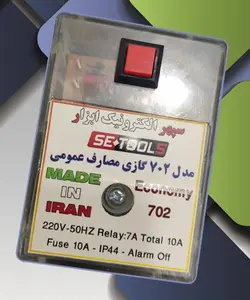 سپهر الکترونیک ابزار
SE+TOOLS
مدل ۷۰۲ گازی مصارف عمومی
MADE IN IRAN
Economy
702
220V-50HZ Relay:7A Total 10A
Fuse 10A - IP44 - Alarm Off